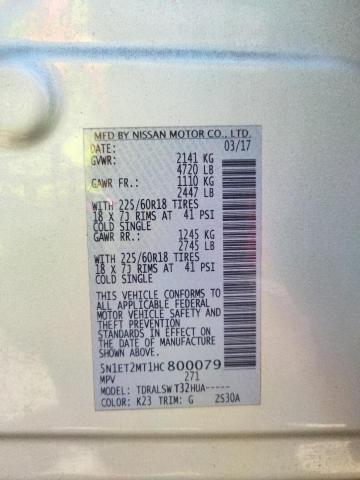 MFD BY NISSAN MOTOR CO., LTD.
DATE: 03/17
GVWR: 2141 KG
4720 LB
GAWR FR.: 1110 KG
2447 LB
WITH 225/60R18 TIRES
18 X 7J RIMS AT 41 PSI
COLD SINGLE
GAWR RR.: 1245 KG
2745 LB
WITH 225/60R18 TIRES
18 X 7J RIMS AT 41 PSI
COLD SINGLE
THIS VEHICLE CONFORMS TO
ALL APPLICABLE FEDERAL
MOTOR VEHICLE SAFETY AND
THEFT PREVENTION
STANDARDS IN EFFECT ON
THE DATE OF MANUFACTURE
SHOWN ABOVE.
5N1ET2MT1HC 800079
MPV 271
MODEL: TDRALSW T32HUA-----
COLOR: K23 TRIM: G 2S30A